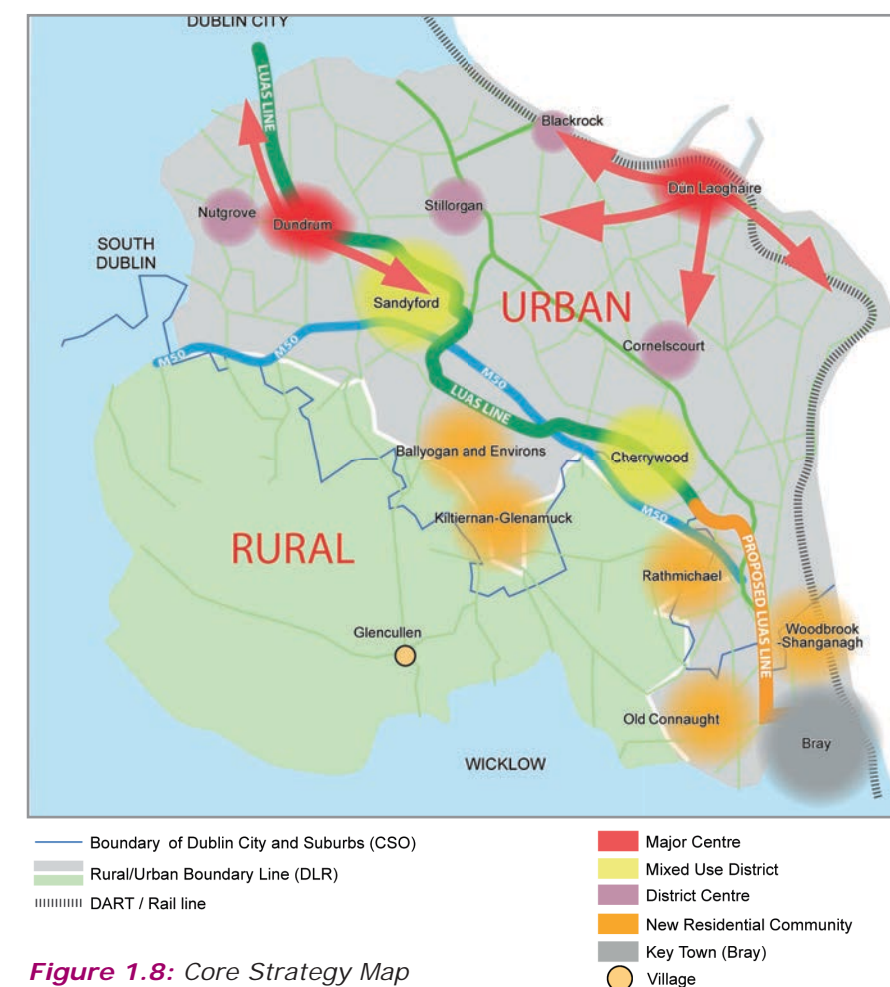 DUBLIN CITY
LUAS LINE
Blackrock
Dún Laoghaire
Nutgrove
Stillorgan
Dundrum
SOUTH
DUBLIN
Sandyford
URBAN
Cornelscourt
M50
M50
M50
LUAS LINE
Ballyogan and Environs
Cherrywood
Kiltiernan-Glenamuck
M50
RURAL
Rathmichael
PROPOSED LUAS LINE
Glencullen
Woodbrook
-Shanganagh
Old Connaught
Bray
WICKLOW
Boundary of Dublin City and Suburbs (CSO)
Rural/Urban Boundary Line (DLR)
DART / Rail line
Major Centre
Mixed Use District
District Centre
New Residential Community
Key Town (Bray)
Village
Figure 1.8: Core Strategy Map